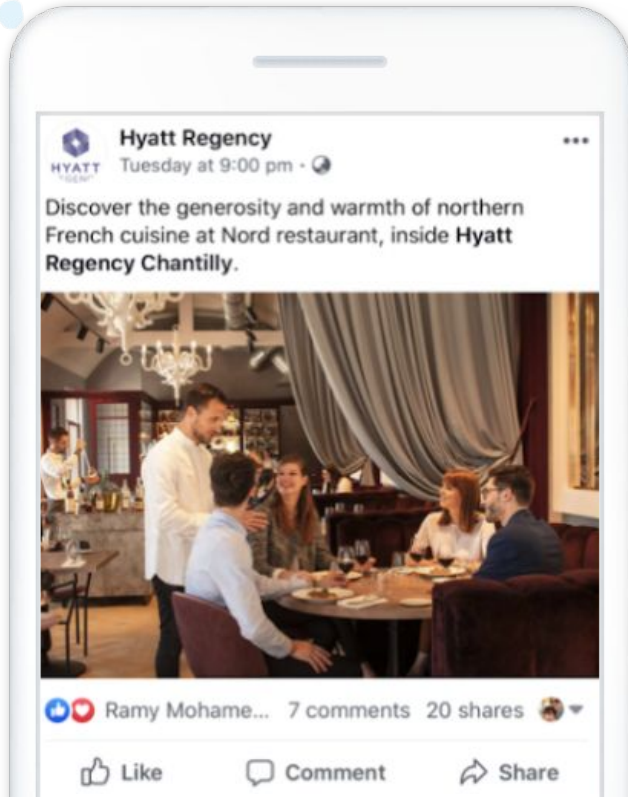 Hyatt Regency
Tuesday at 9:00 pm ·
HYATT
Discover the generosity and warmth of northern
French cuisine at Nord restaurant, inside Hyatt
Regency Chantilly.
Ramy Mohame... 7 comments 20 shares
Like Comment Share